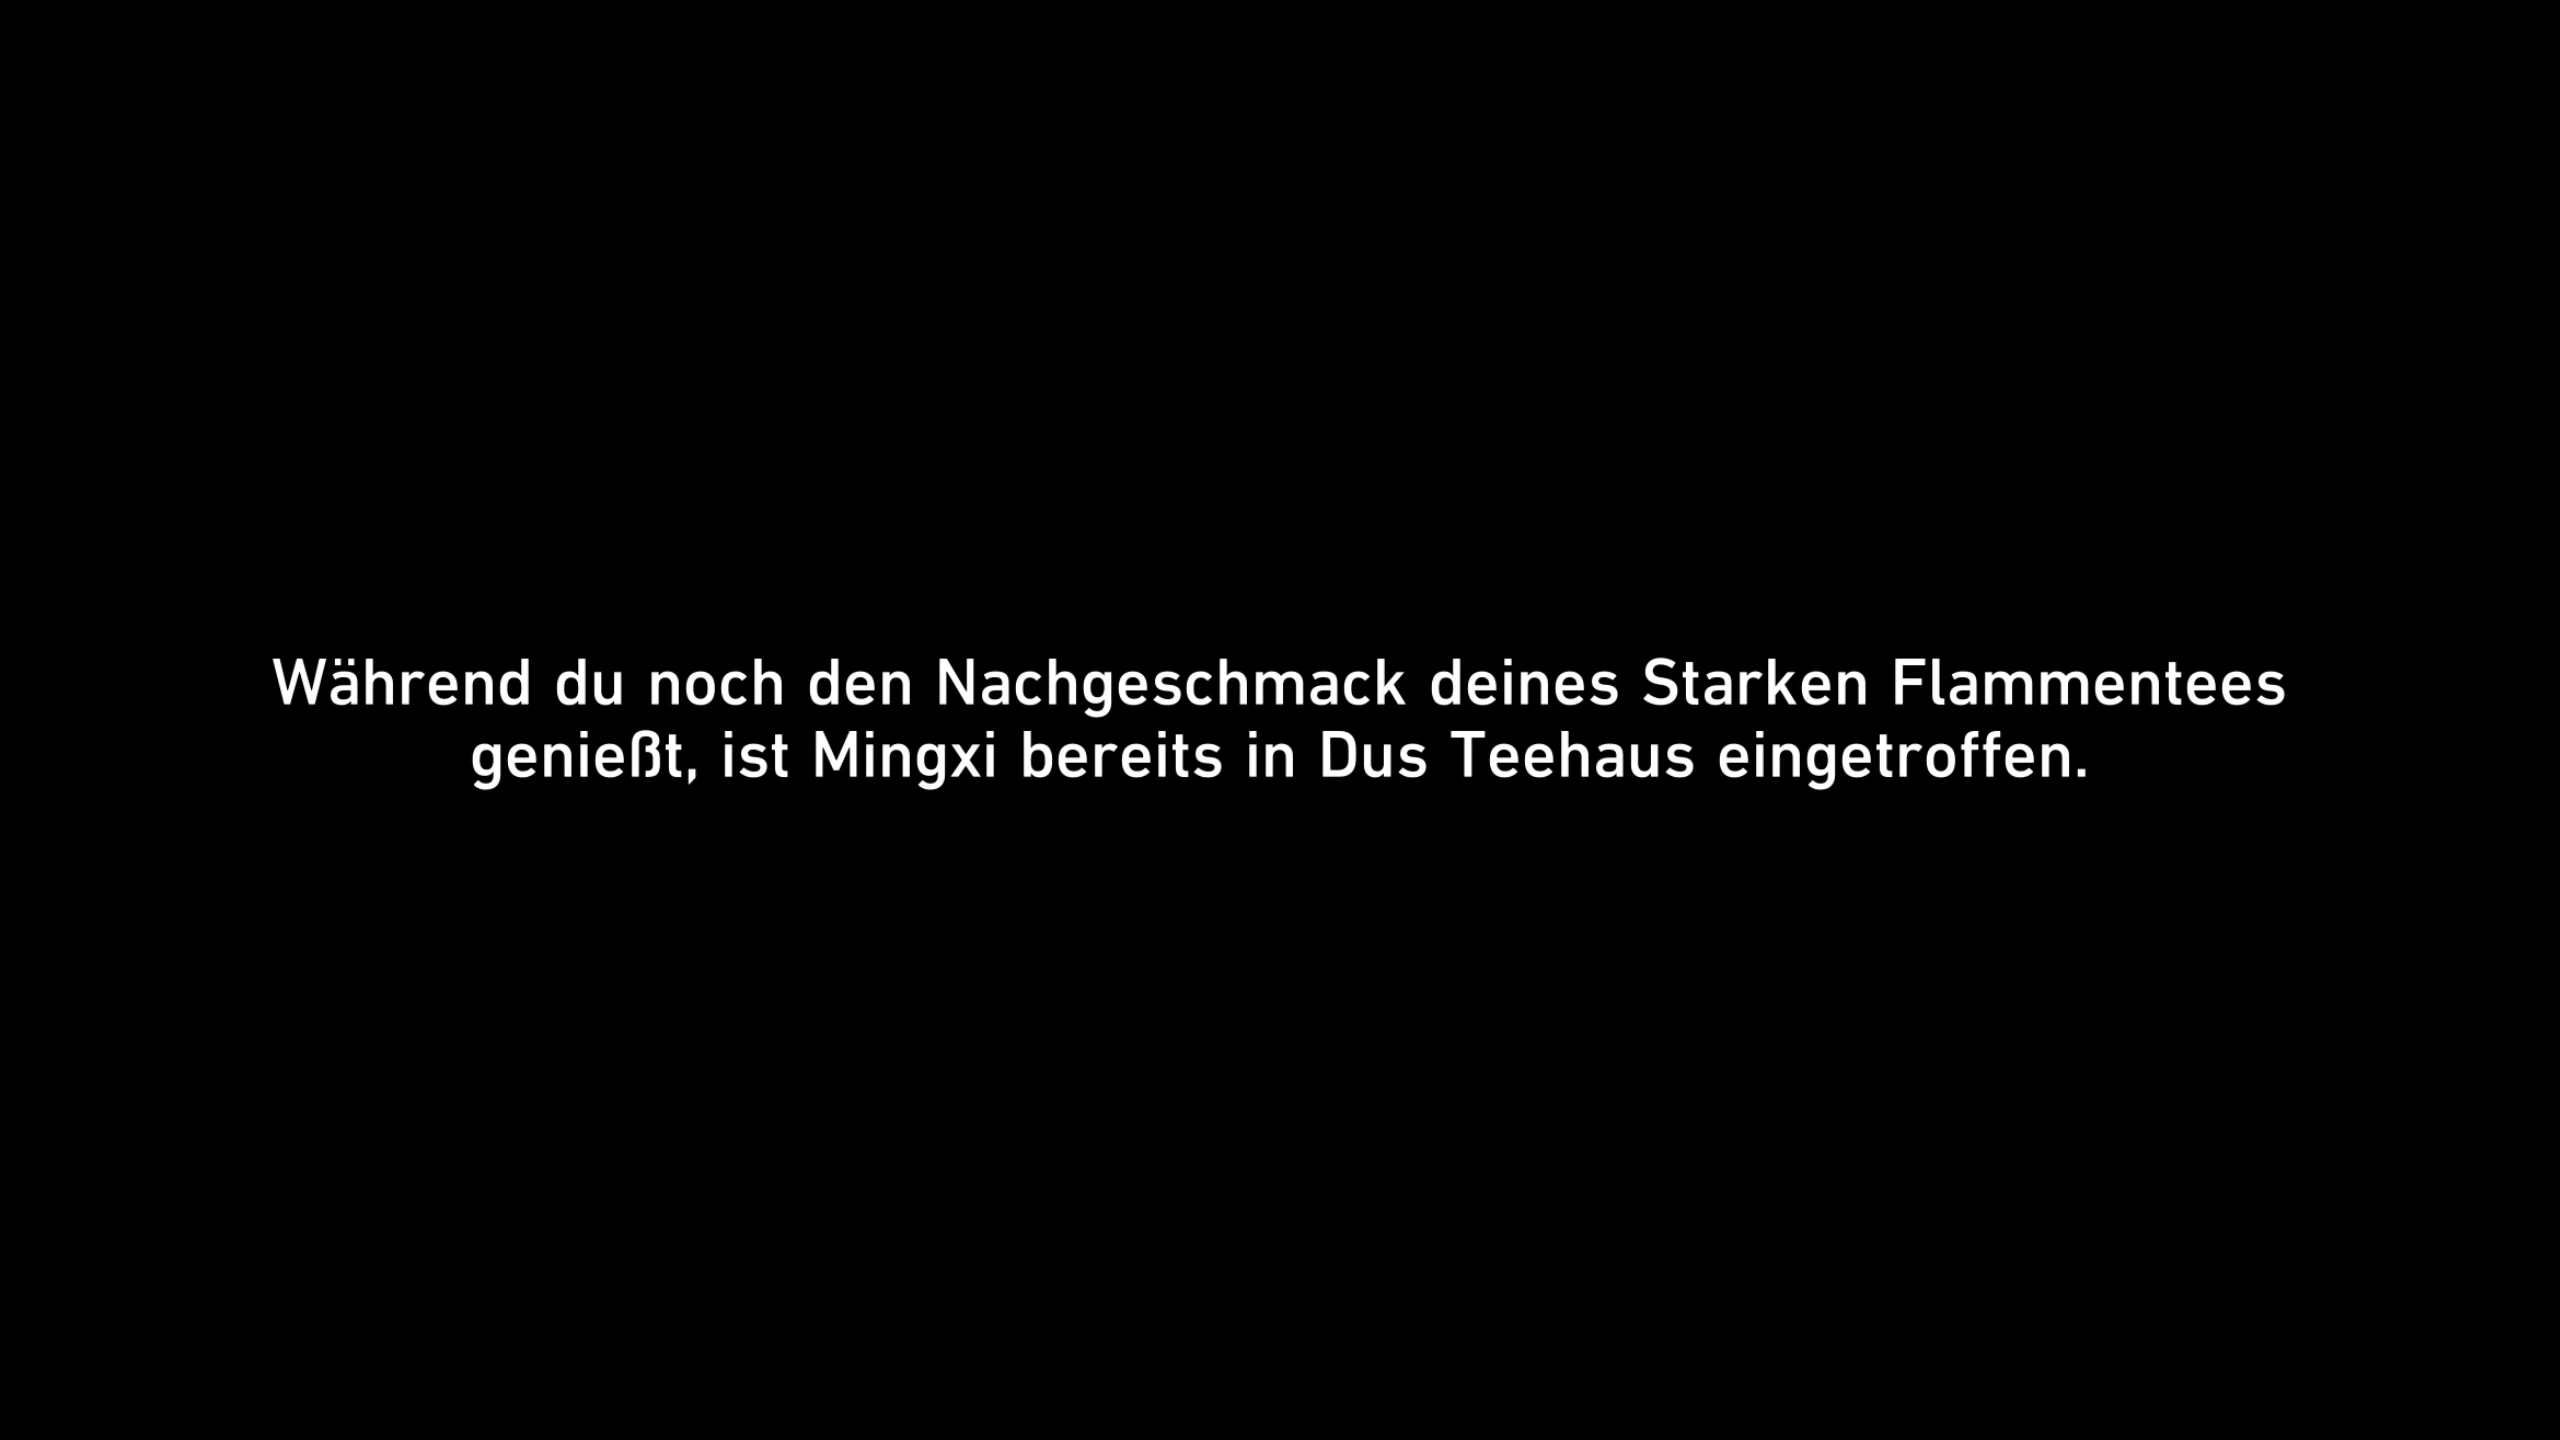 Während du noch den Nachgeschmack deines Starken Flammentees
genießt, ist Mingxi bereits in Dus Teehaus eingetroffen.